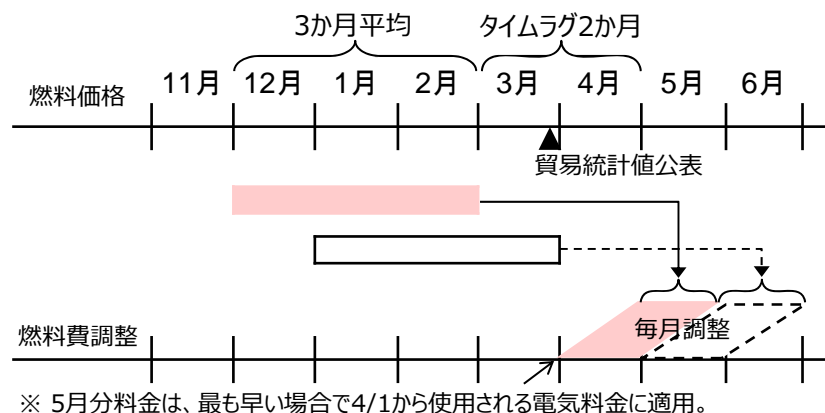 3か月平均 タイムラグ2か月
燃料価格 11月 12月 1月 2月 3月 4月 5月 6月
貿易統計値公表
毎月調整
燃料費調整
※ 5月分料金は、最も早い場合で4/1から使用される電気料金に適用。